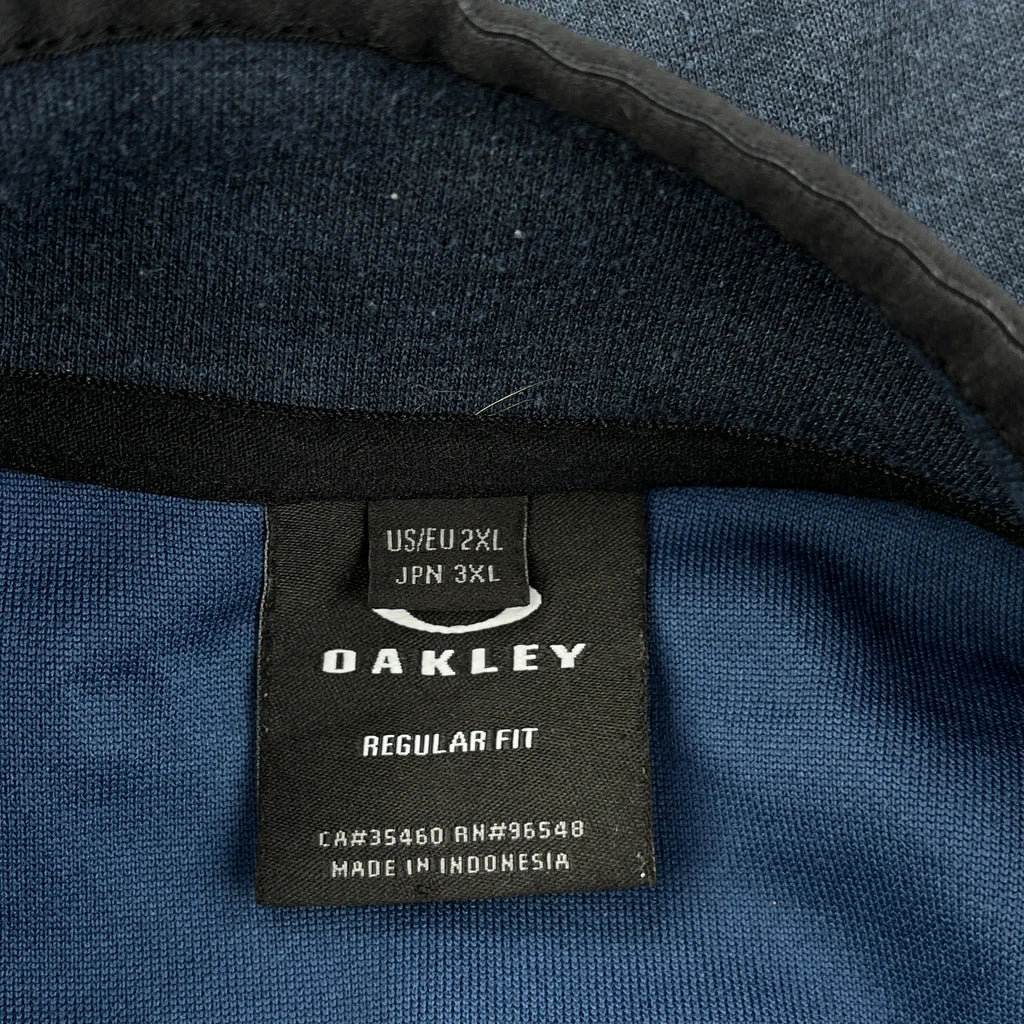 US/EU 2XL
JPN 3XL
OAKLEY
REGULAR FIT
CA#35460 RN#96548
MADE IN INDONESIA